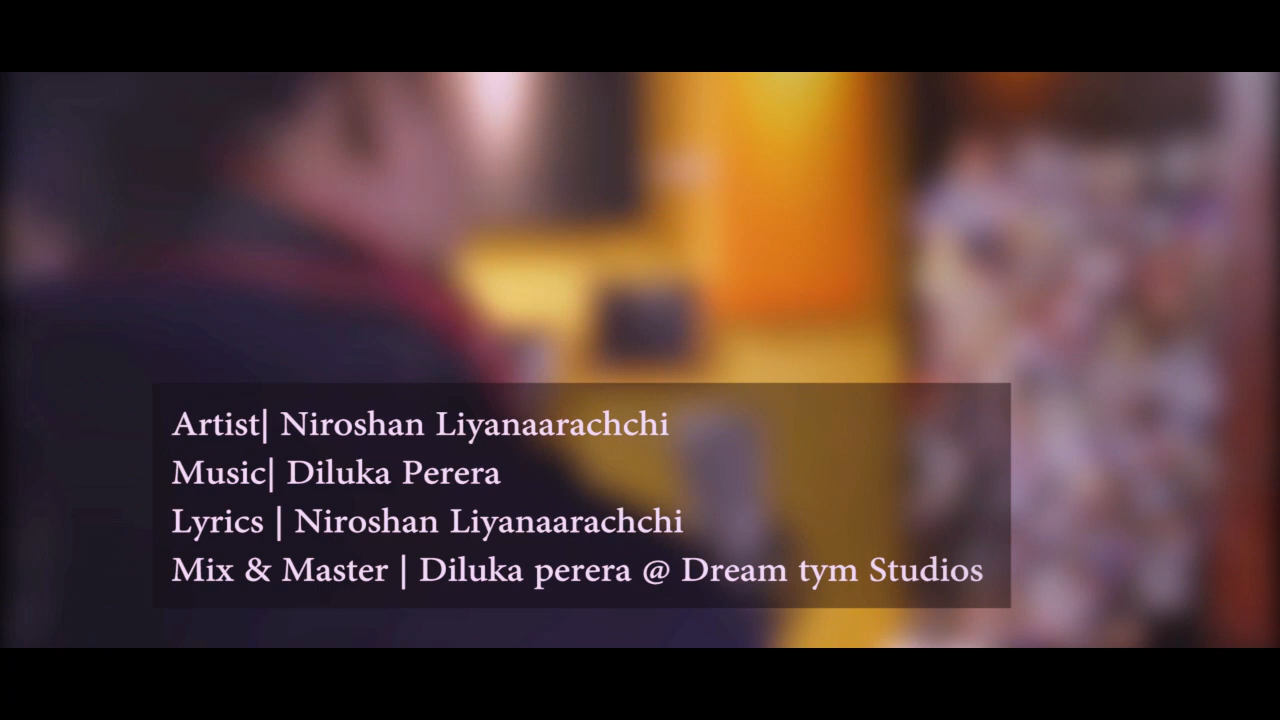 Artist| Niroshan Liyanaarachchi
Music| Diluka Perera
Lyrics | Niroshan Liyanaarachchi
Mix & Master | Diluka perera @ Dream tym Studios